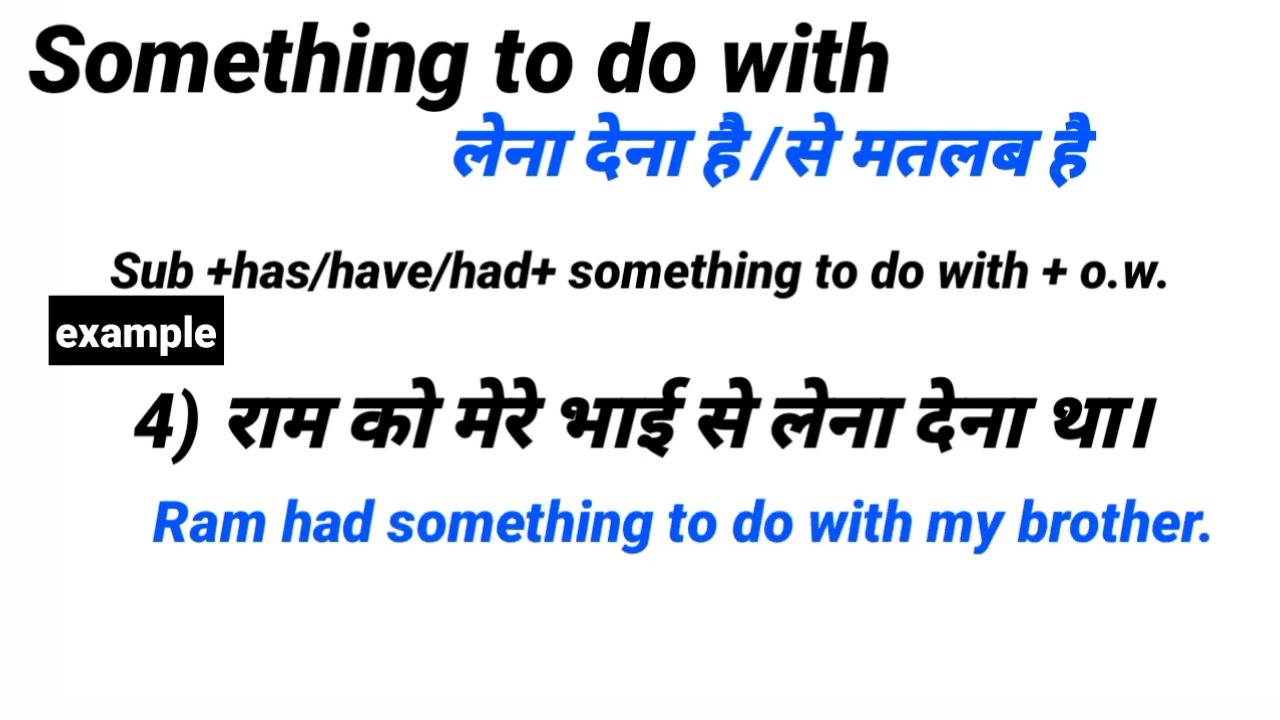 Something to do with
लेना देना है/से मतलब है
Sub +has/have/had+ something to do with + o.w.
example
4) राम को मेरे भाई से लेना देना था।
Ram had something to do with my brother.